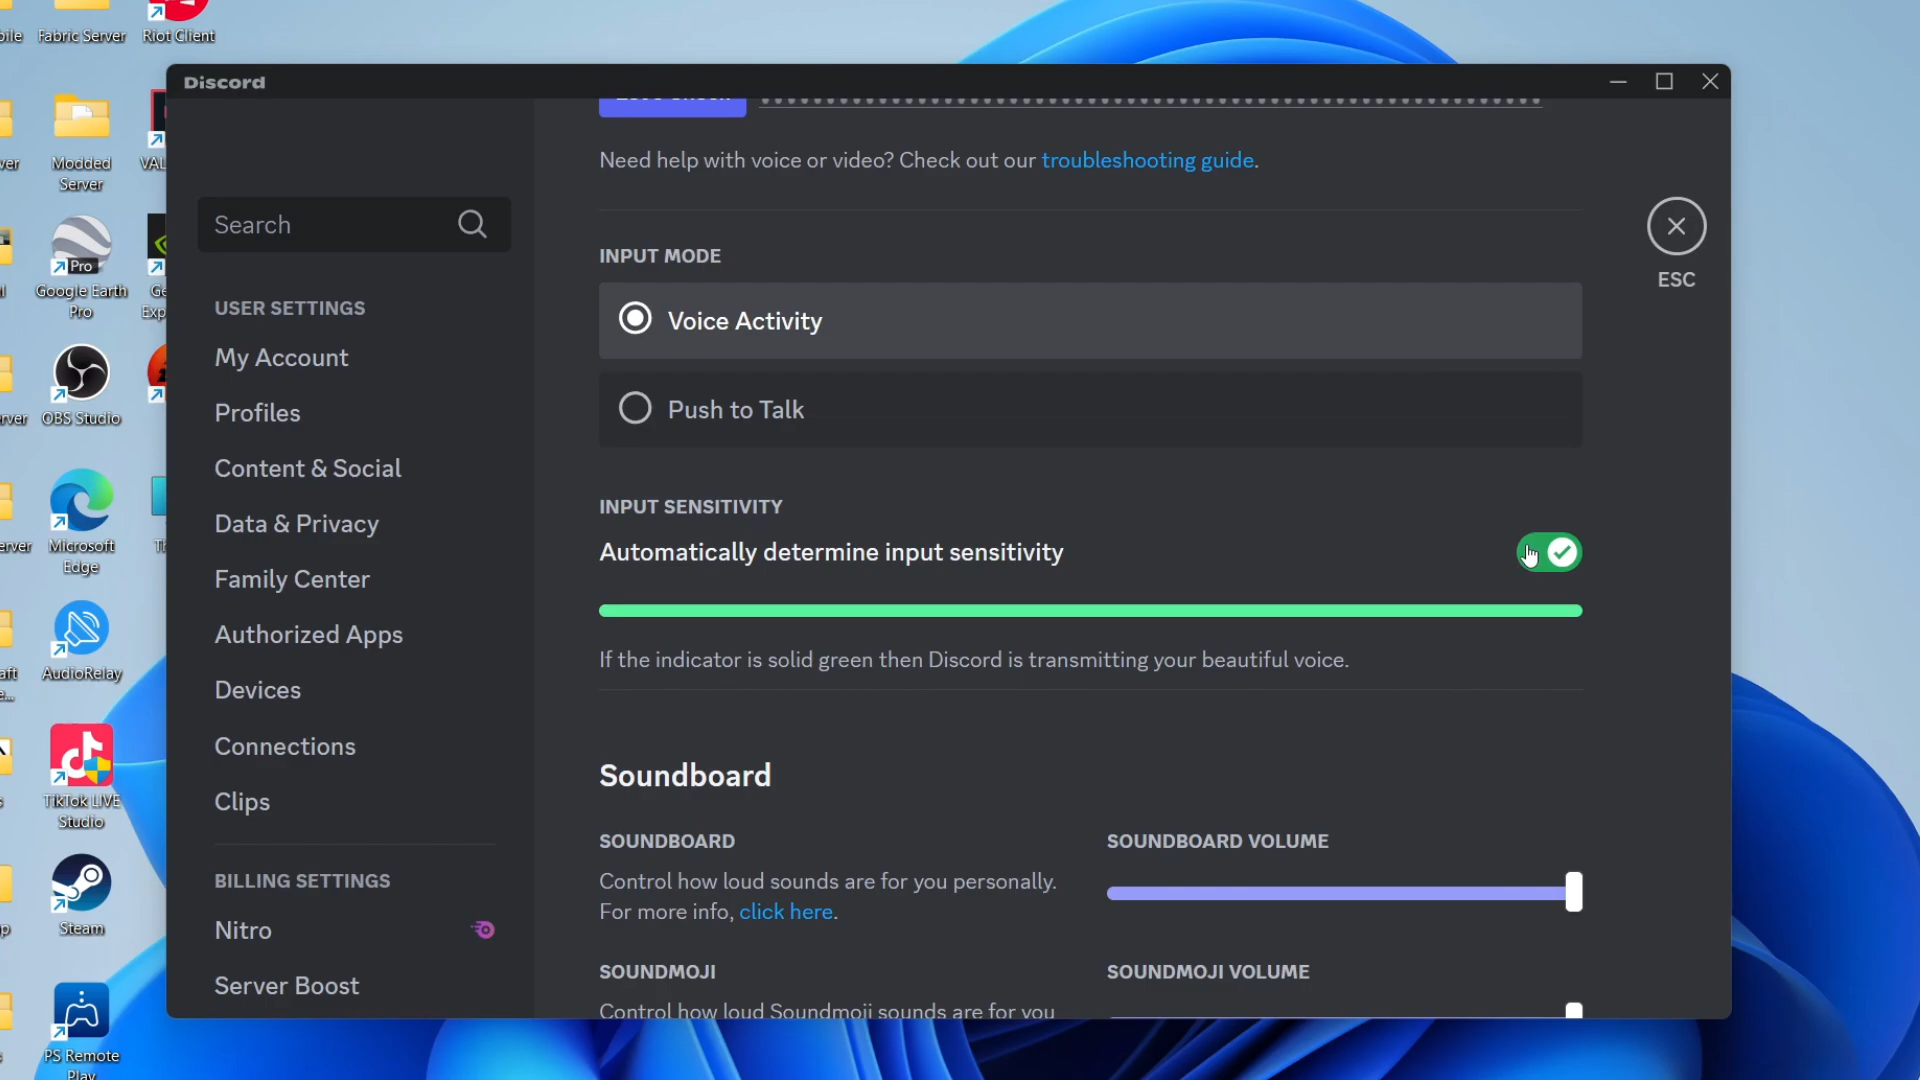 Fabric Server
Riot Client
Modded
Server
Pro
Google Earth
Pro
OBS Studio
Microsoft
Edge
AudioRelay
TikTok LIVE
Studio
Steam
PS Remote
Play
Discord
Search
USER SETTINGS
My Account
Profiles
Content & Social
Data & Privacy
Family Center
Authorized Apps
Devices
Connections
Clips
BILLING SETTINGS
Nitro
Server Boost
Need help with voice or video? Check out our troubleshooting guide.
INPUT MODE
Voice Activity
Push to Talk
INPUT SENSITIVITY
Automatically determine input sensitivity
If the indicator is solid green then Discord is transmitting your beautiful voice.
Soundboard
SOUNDBOARD
Control how loud sounds are for you personally.
For more info, click here.
SOUNDBOARD VOLUME
SOUNDMOJI
Control how loud Soundmoji sounds are for you
SOUNDMOJI VOLUME
ESC